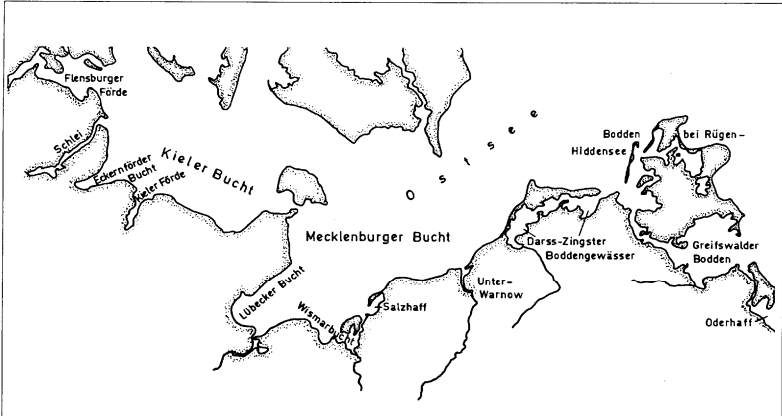 Flensburger
Förde
Schlei
Eckernförder
Bucht
Kieler Förde
Kieler Bucht
Ostsee
Bodden bei Rügen-
Hiddensee
Mecklenburger Bucht
Darss-Zingster
Boddengewässer
Greifswalder
Bodden
Lübecker Bucht
Wismarbucht
Salzhaff
Unter-
Warnow
Oderhaff